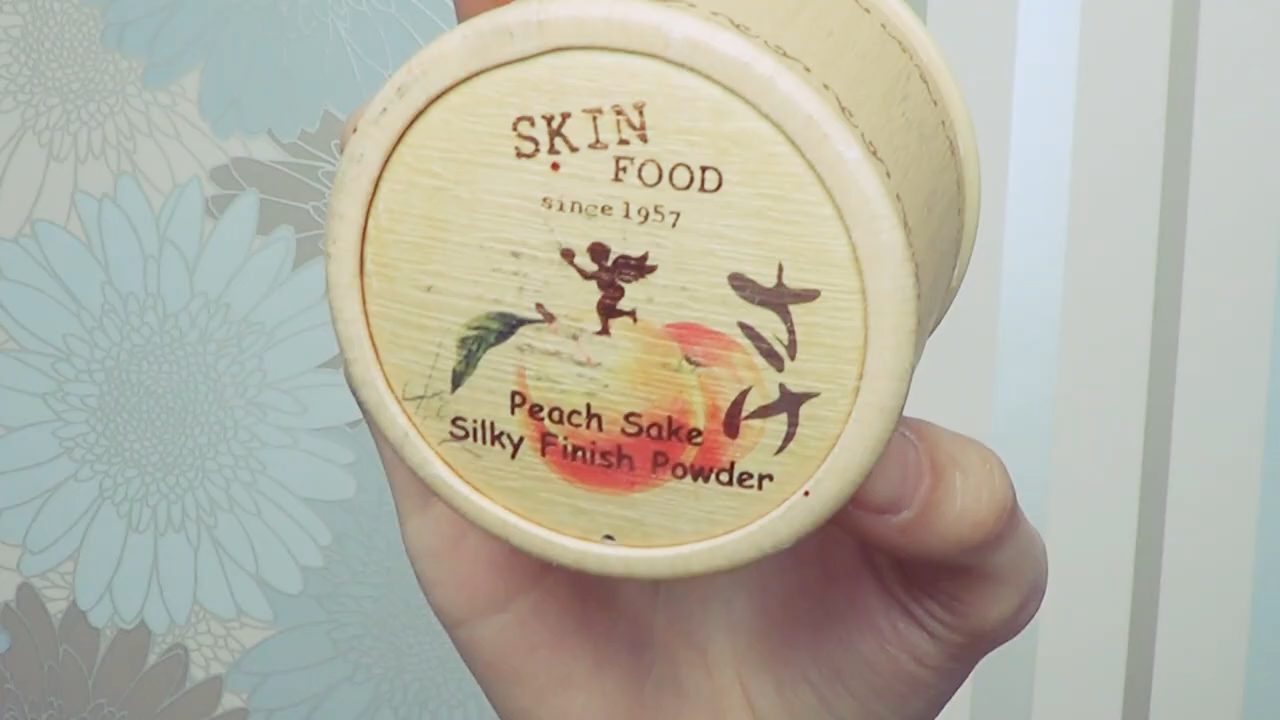 SKIN
FOOD
since 1957
さけ
Peach Sake
Silky Finish Powder